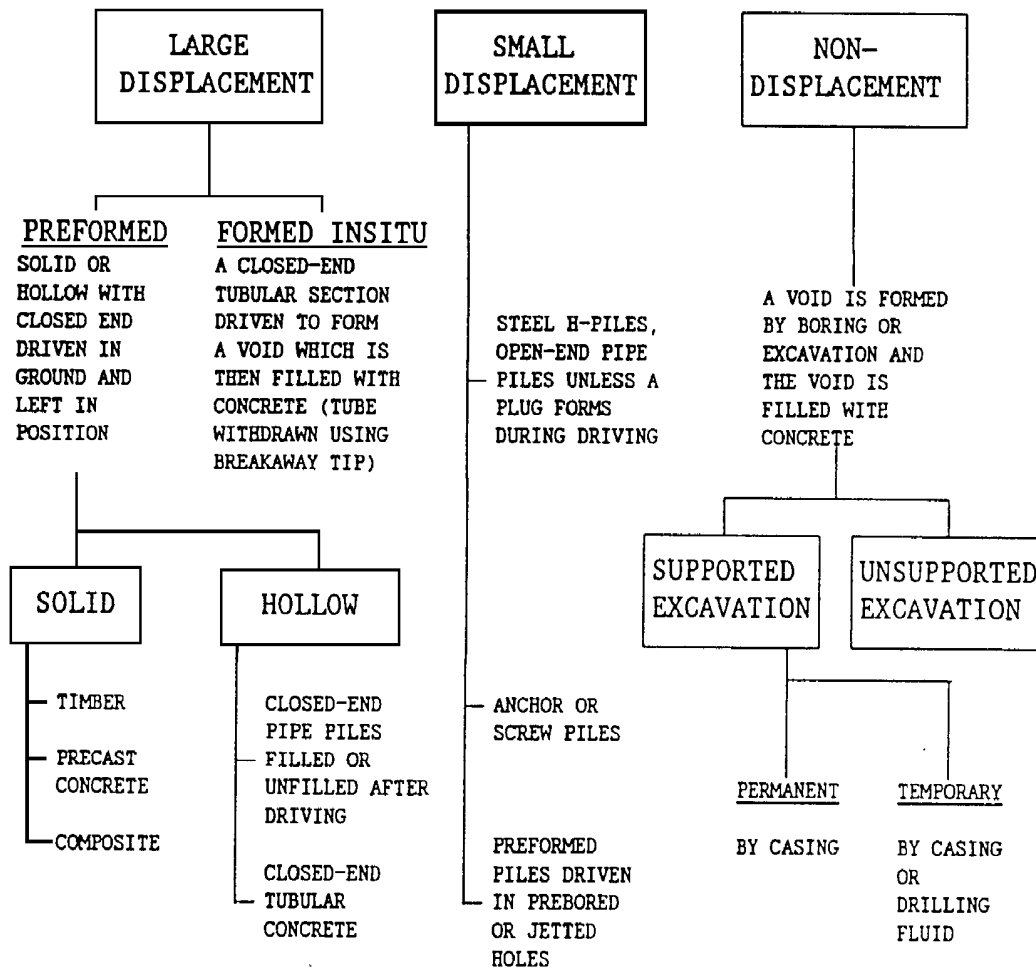 LARGE
DISPLACEMENT
SMALL
DISPLACEMENT
NON-
DISPLACEMENT
PREFORMED
SOLID OR
HOLLOW WITH
CLOSED END
DRIVEN IN
GROUND AND
LEFT IN
POSITION
FORMED INSITU
A CLOSED-END
TUBULAR SECTION
DRIVEN TO FORM
A VOID WHICH IS
THEN FILLED WITH
CONCRETE (TUBE
WITHDRAWN USING
BREAKAWAY TIP)
STEEL H-PILES,
OPEN-END PIPE
PILES UNLESS A
PLUG FORMS
DURING DRIVING
A VOID IS FORMED
BY BORING OR
EXCAVATION AND
THE VOID IS
FILLED WITH
CONCRETE
SOLID
HOLLOW
SUPPORTED
EXCAVATION
UNSUPPORTED
EXCAVATION
TIMBER
PRECAST
CONCRETE
COMPOSITE
CLOSED-END
PIPE PILES
FILLED OR
UNFILLED AFTER
DRIVING
CLOSED-END
TUBULAR
CONCRETE
ANCHOR OR
SCREW PILES
PREFORMED
PILES DRIVEN
IN PREBORED
OR JETTED
HOLES
PERMANENT
BY CASING
TEMPORARY
BY CASING
OR
DRILLING
FLUID